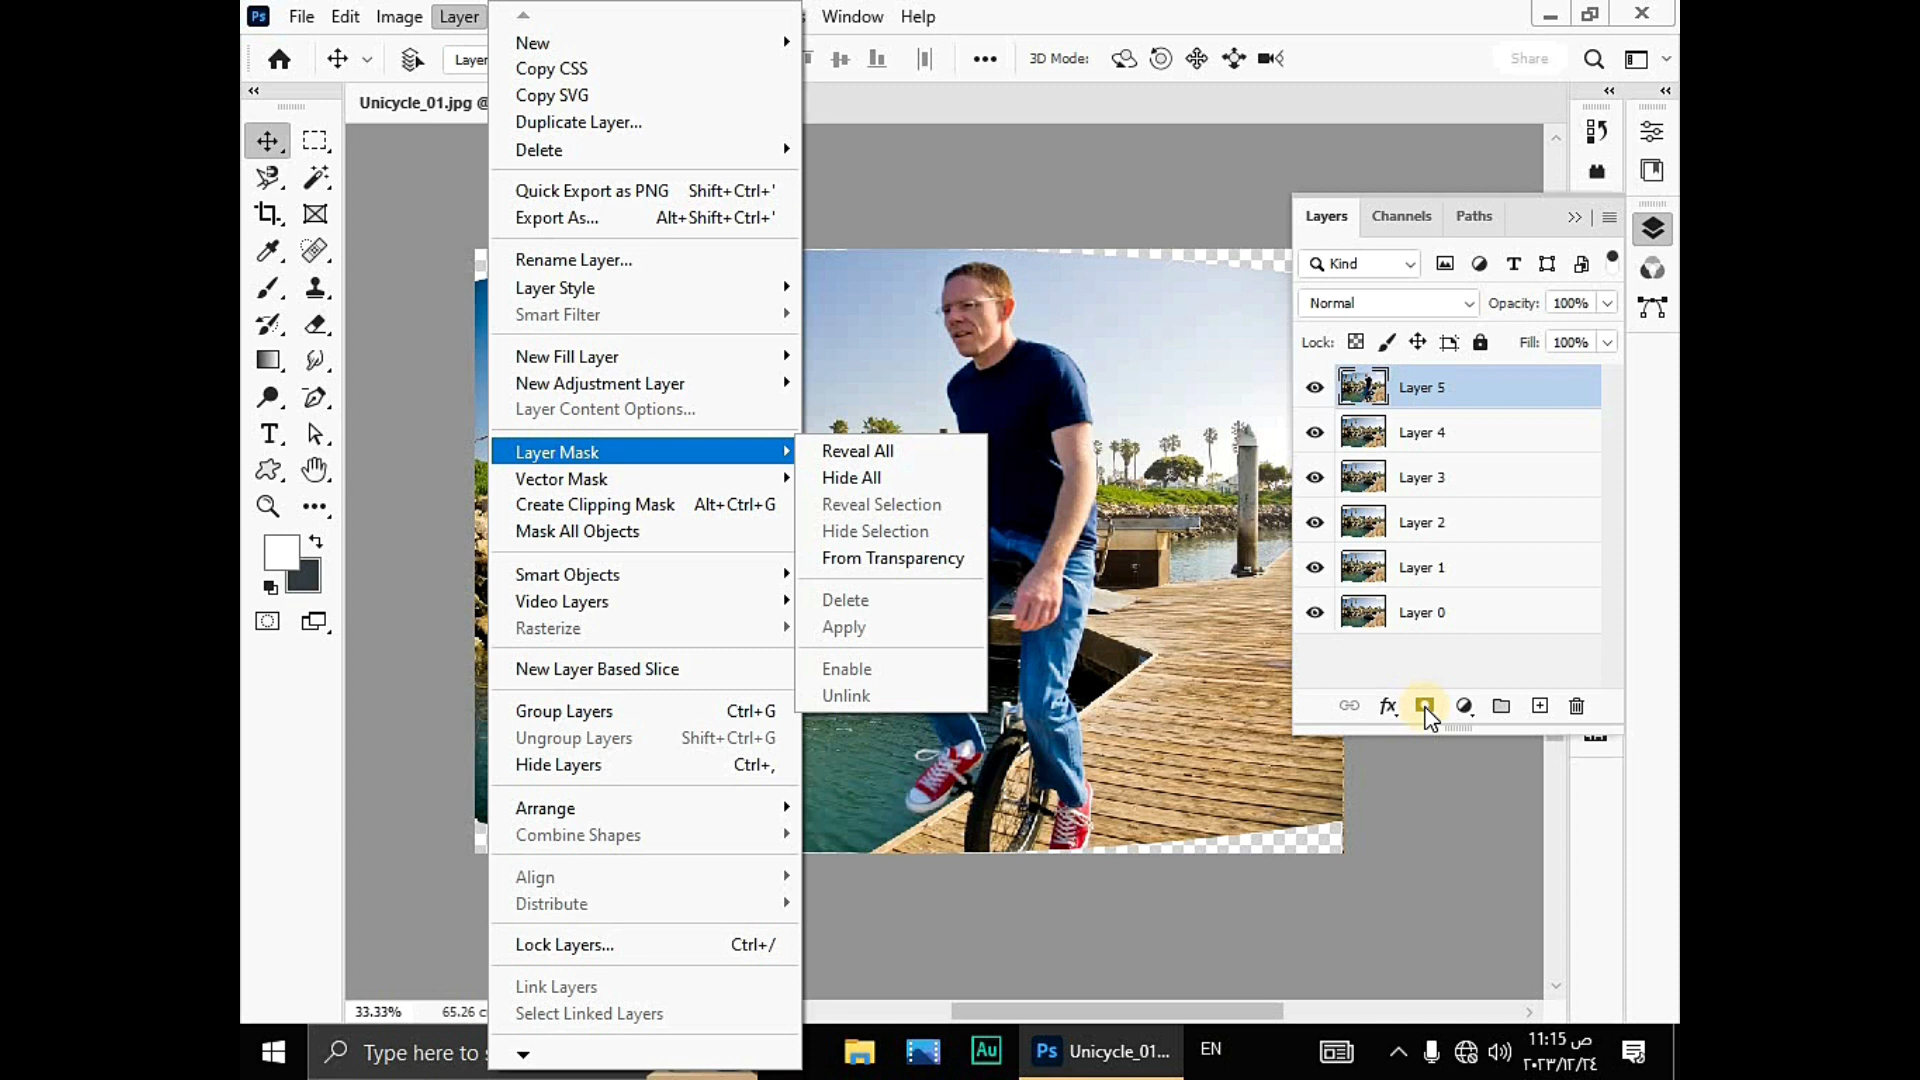 Ps File Edit Image Layer Window Help
Layer 3D Mode: Share
Unicycle_01.jpg @
New
Copy CSS
Copy SVG
Duplicate Layer...
Delete
Quick Export as PNG Shift+Ctrl+'
Export As... Alt+Shift+Ctrl+'
Rename Layer...
Layer Style
Smart Filter
New Fill Layer
New Adjustment Layer
Layer Content Options...
Layer Mask
Vector Mask
Create Clipping Mask Alt+Ctrl+G
Mask All Objects
Smart Objects
Video Layers
Rasterize
New Layer Based Slice
Group Layers Ctrl+G
Ungroup Layers Shift+Ctrl+G
Hide Layers Ctrl+,
Arrange
Combine Shapes
Align
Distribute
Lock Layers... Ctrl+/
Link Layers
Select Linked Layers
Reveal All
Hide All
Reveal Selection
Hide Selection
From Transparency
Delete
Apply
Enable
Unlink
Layers Channels Paths
Kind
Normal Opacity: 100%
Lock: Fill: 100%
Layer 5
Layer 4
Layer 3
Layer 2
Layer 1
Layer 0
fx
33.33% 65.26 c
Type here to s
Au
Ps Unicycle_01...
EN
11:15 ص
٢٠٢٣/١٢/٢٤